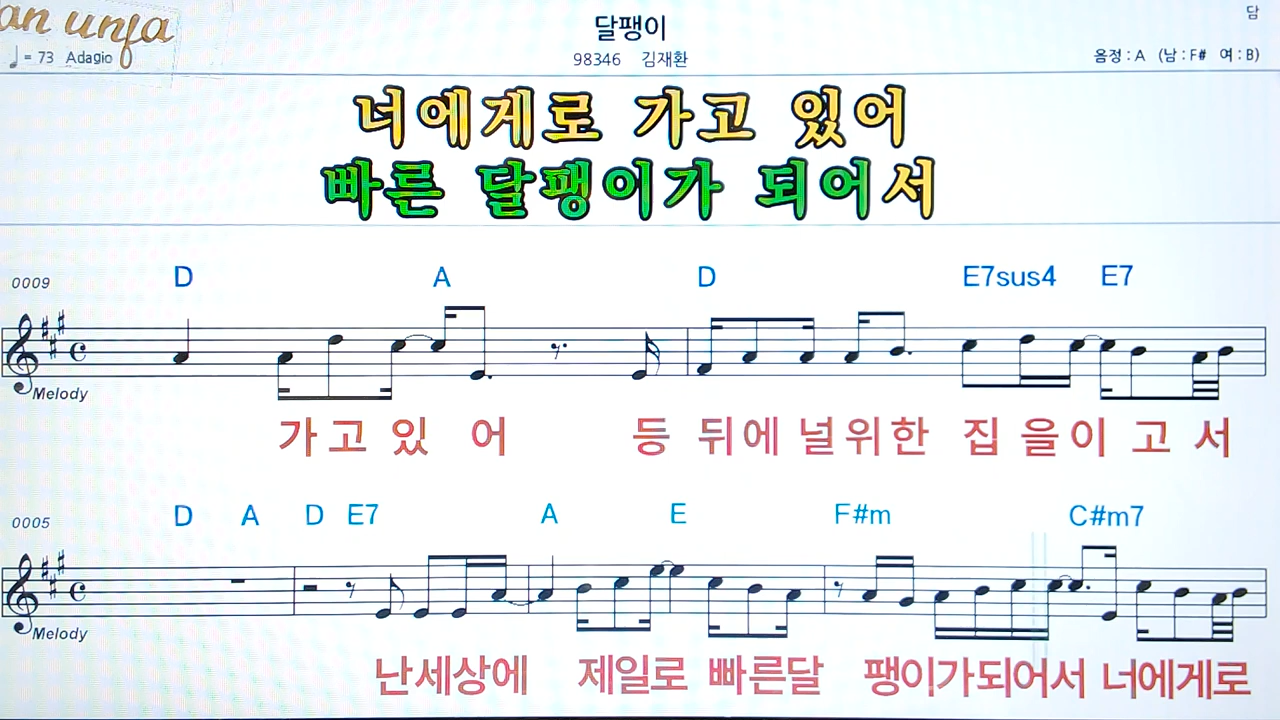 an unja
달팽이
담
♩= 73 Adagio
98346 김재환
음정 : A (남 : F# 여 : B)
너에게로 가고 있어
빠른 달팽이가 되어서
0009 D A D E7sus4 E7
Melody
가 고 있 어 등 뒤에 널위한 집 을이 고 서
0005 D A D E7 A E F#m C#m7
Melody
난세상에 제일로 빠른달 팽이가되어서 너에게로